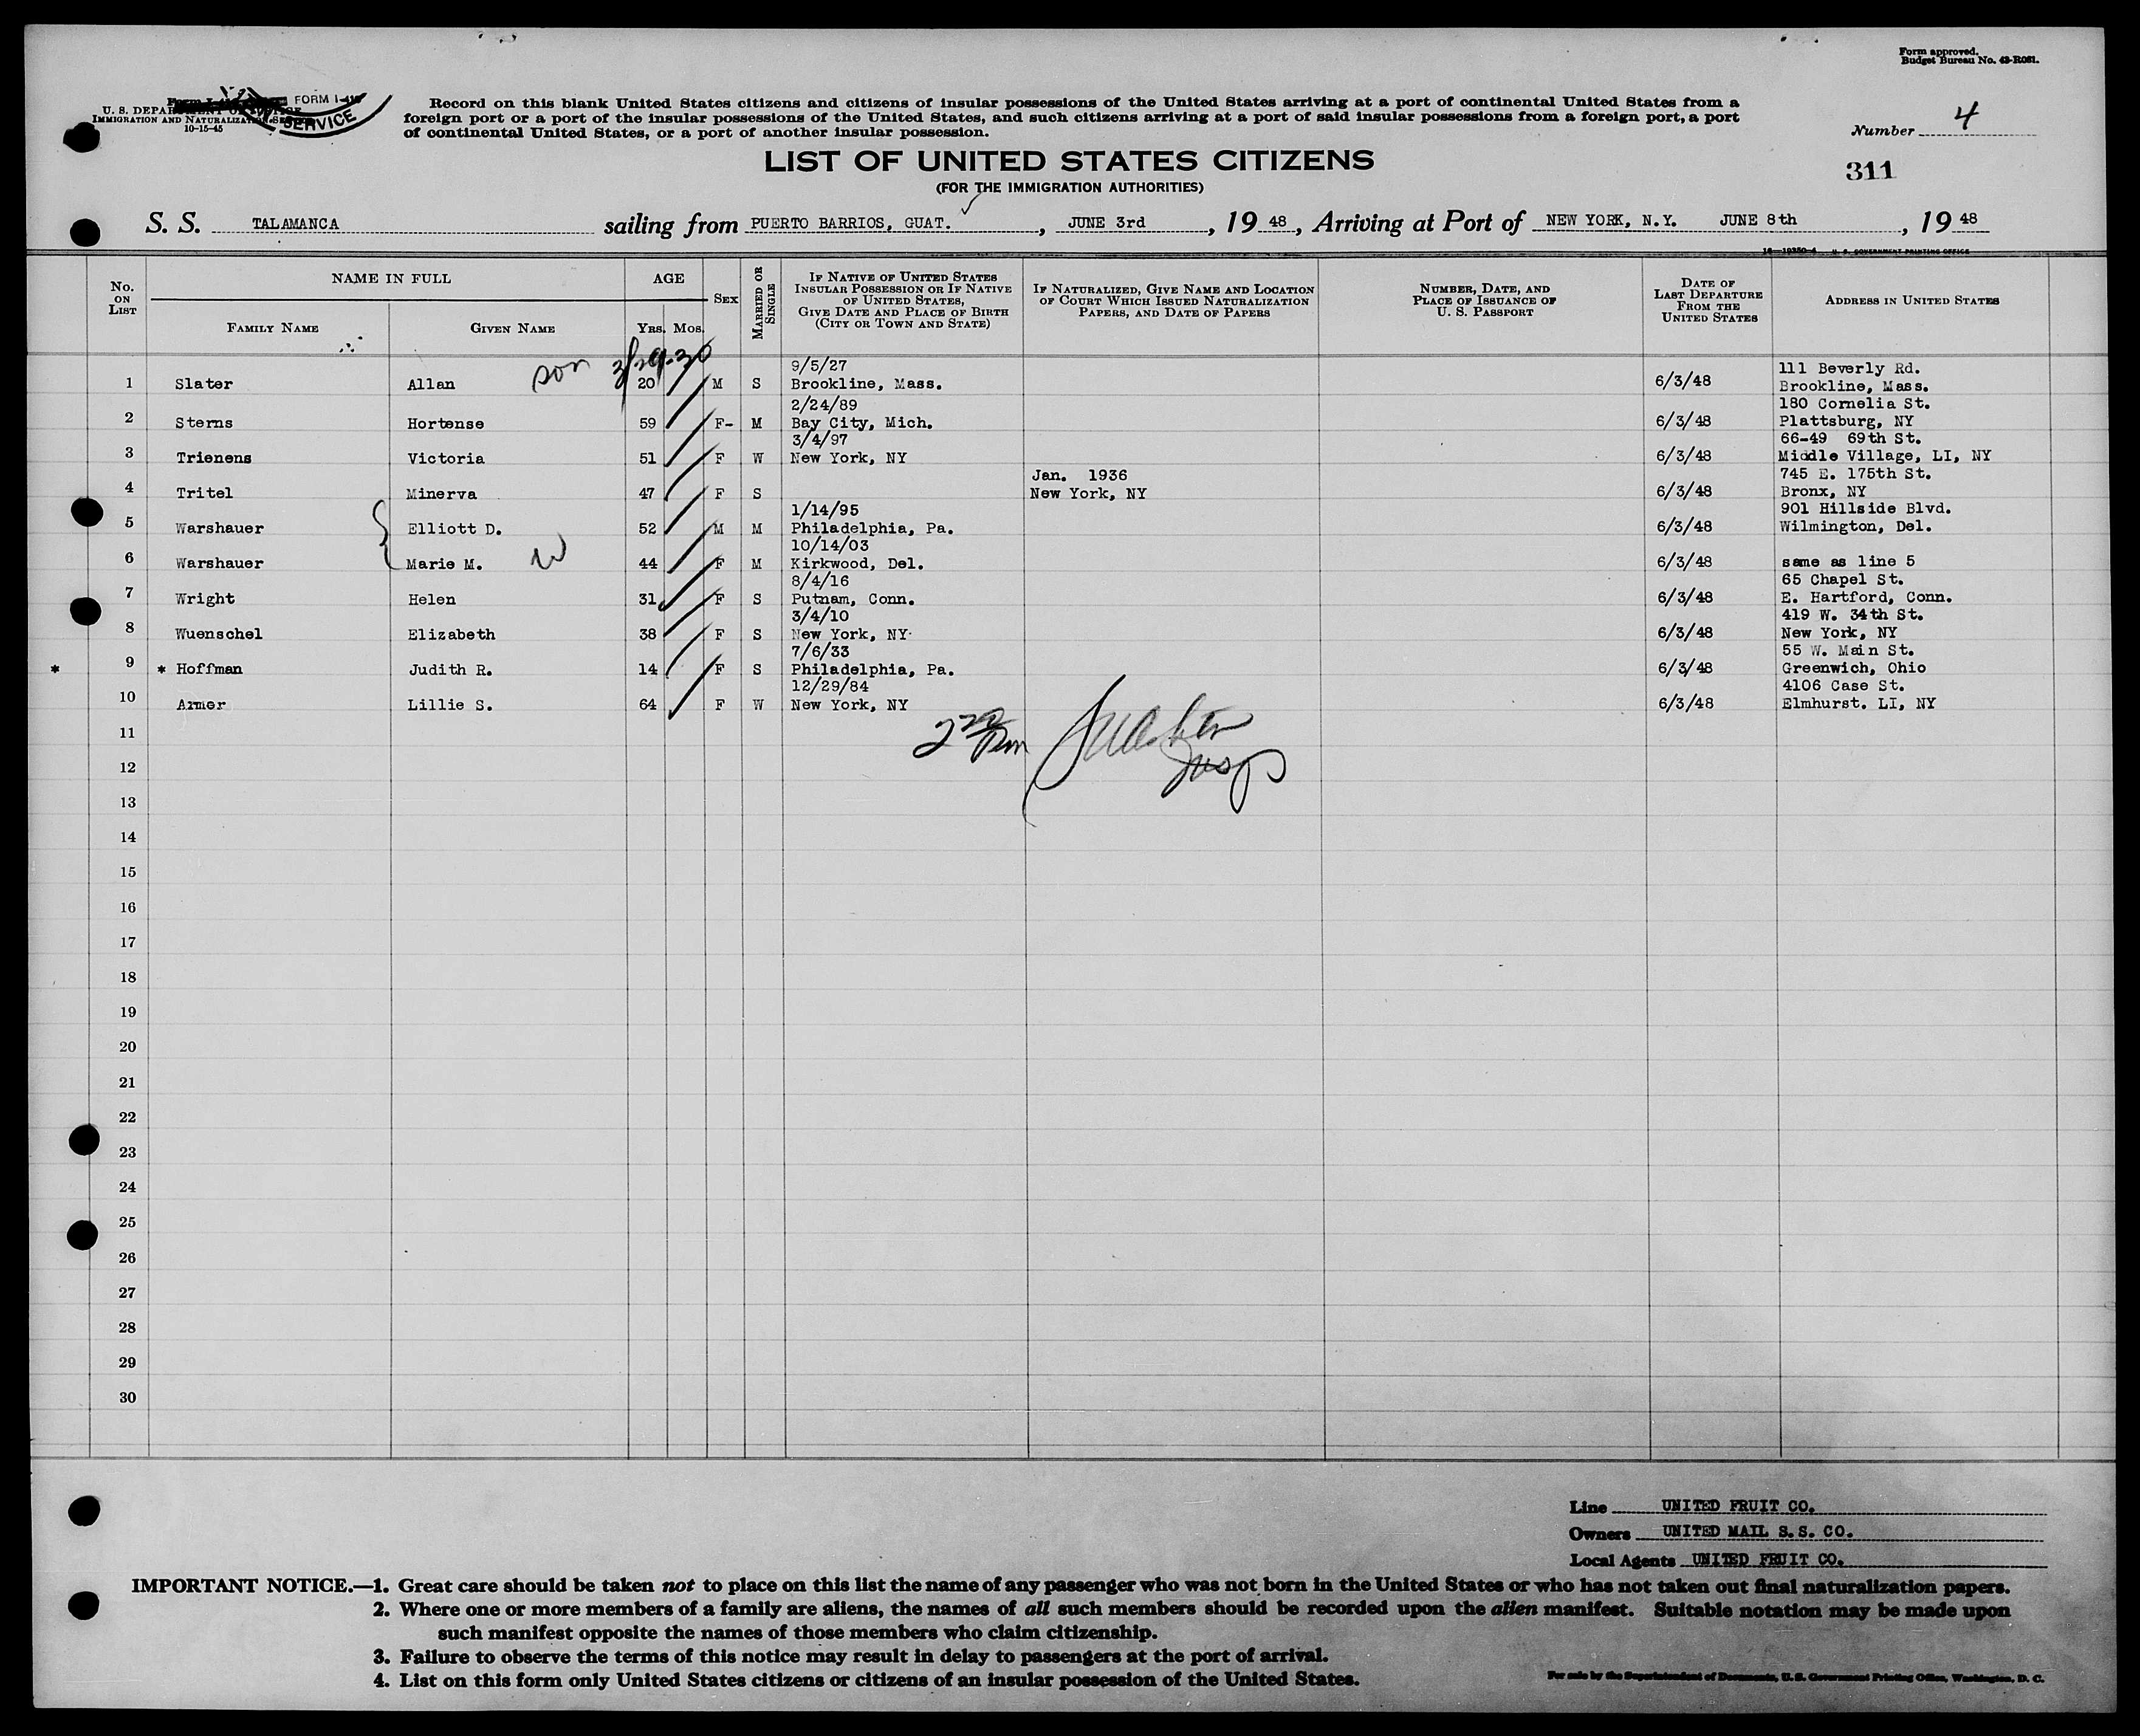 Form approved.
Budget Bureau No. 43-R081.
FORM I-416
U. S. DEPARTMENT OF JUSTICE
IMMIGRATION AND NATURALIZATION SERVICE
10-15-45
SERVICE
Record on this blank United States citizens and citizens of insular possessions of the United States arriving at a port of continental United States from a
foreign port or a port of the insular possessions of the United States, and such citizens arriving at a port of said insular possessions from a foreign port, a port
of continental United States, or a port of another insular possession.
Number 4
LIST OF UNITED STATES CITIZENS
(FOR THE IMMIGRATION AUTHORITIES)
311
S. S. TALAMANCA sailing from PUERTO BARRIOS, GUAT., JUNE 3rd, 19 48, Arriving at Port of NEW YORK, N.Y. JUNE 8th, 19 48
U. S. GOVERNMENT PRINTING OFFICE
No. ON LIST
NAME IN FULL
FAMILY NAME
GIVEN NAME
AGE
YRS. MOS.
SEX
MARRIED OR SINGLE
IF NATIVE OF UNITED STATES INSULAR POSSESSION OR IF NATIVE OF UNITED STATES, GIVE DATE AND PLACE OF BIRTH (CITY OR TOWN AND STATE)
IF NATURALIZED, GIVE NAME AND LOCATION OF COURT WHICH ISSUED NATURALIZATION PAPERS, AND DATE OF PAPERS
NUMBER, DATE, AND PLACE OF ISSUANCE OF U. S. PASSPORT
DATE OF LAST DEPARTURE FROM THE UNITED STATES
ADDRESS IN UNITED STATES
son
9/5/27 111 Beverly Rd.
1 Slater Allan 20 M S Brookline, Mass. 6/3/48 Brookline, Mass.
2/24/89 180 Cornelia St.
2 Sterns Hortense 59 F- M Bay City, Mich. 6/3/48 Plattsburg, NY
3/4/97 66-49 69th St.
3 Trienens Victoria 51 F W New York, NY 6/3/48 Middle Village, LI, NY
Jan. 1936 745 E. 175th St.
4 Tritel Minerva 47 F S New York, NY 6/3/48 Bronx, NY
1/14/95 901 Hillside Blvd.
5 Warshauer Elliott D. 52 M M Philadelphia, Pa. 6/3/48 Wilmington, Del.
10/14/03
6 Warshauer Marie M. W 44 F M Kirkwood, Del. 6/3/48 same as line 5
8/4/16 65 Chapel St.
7 Wright Helen 31 F S Putnam, Conn. 6/3/48 E. Hartford, Conn.
3/4/10 419 W. 34th St.
8 Wuenschel Elizabeth 38 F S New York, NY 6/3/48 New York, NY
7/6/33 55 W. Main St.
* 9 * Hoffman Judith R. 14 F S Philadelphia, Pa. 6/3/48 Greenwich, Ohio
12/29/84 4106 Case St.
10 Armer Lillie S. 64 F W New York, NY 6/3/48 Elmhurst. LI, NY
11
Insp
12
13
14
15
16
17
18
19
20
21
22
23
24
25
26
27
28
29
30
Line UNITED FRUIT CO.
Owners UNITED MAIL S.S. CO.
Local Agents UNITED FRUIT CO.
IMPORTANT NOTICE.—1. Great care should be taken not to place on this list the name of any passenger who was not born in the United States or who has not taken out final naturalization papers.
2. Where one or more members of a family are aliens, the names of all such members should be recorded upon the alien manifest. Suitable notation may be made upon
such manifest opposite the names of those members who claim citizenship.
3. Failure to observe the terms of this notice may result in delay to passengers at the port of arrival.
4. List on this form only United States citizens or citizens of an insular possession of the United States.
For sale by the Superintendent of Documents, U. S. Government Printing Office, Washington, D. C.